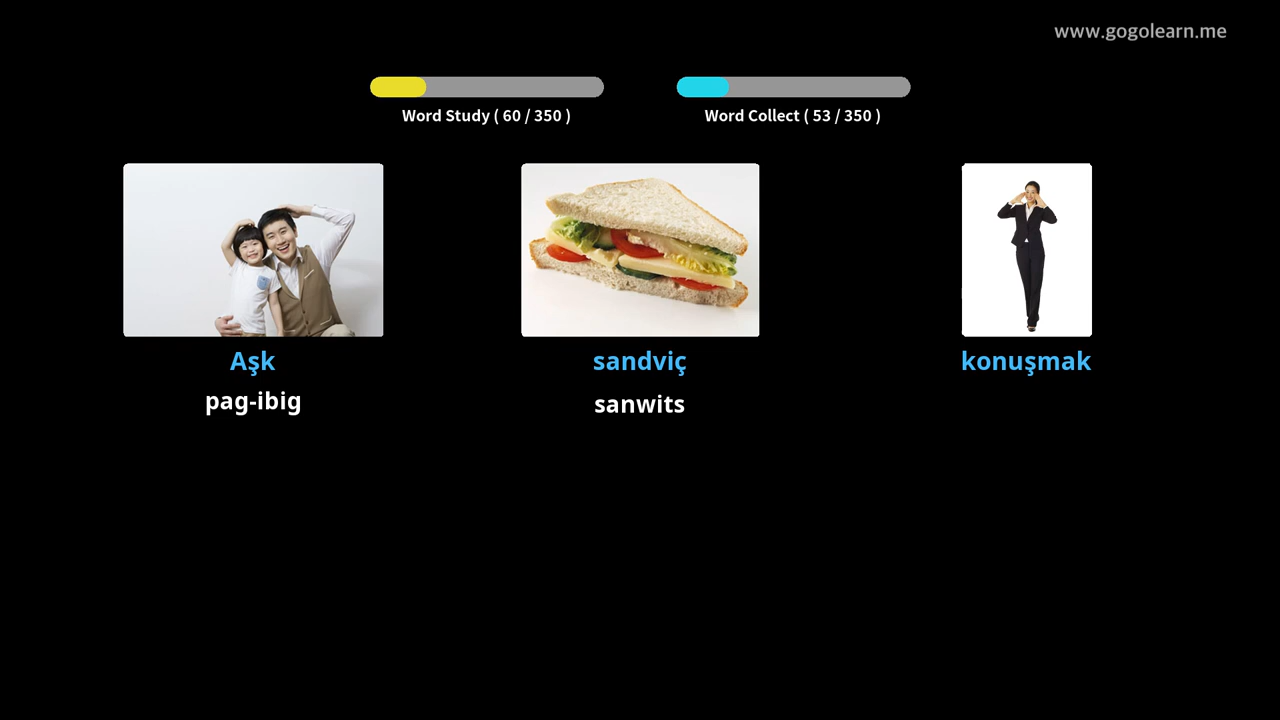 www.gogolearn.me
Word Study ( 60 / 350 )
Word Collect ( 53 / 350 )
Aşk
pag-ibig
sandviç
sanwits
konuşmak